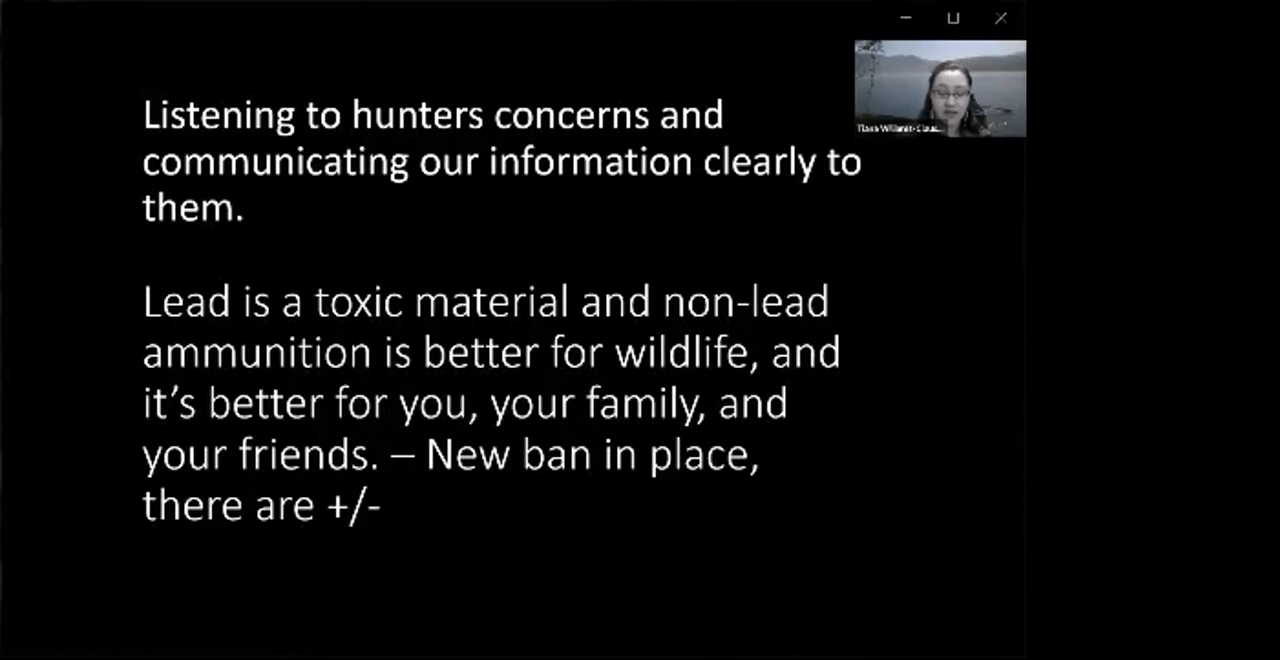 Listening to hunters concerns and
communicating our information clearly to
them.
Lead is a toxic material and non-lead
ammunition is better for wildlife, and
it's better for you, your family, and
your friends. – New ban in place,
there are +/-